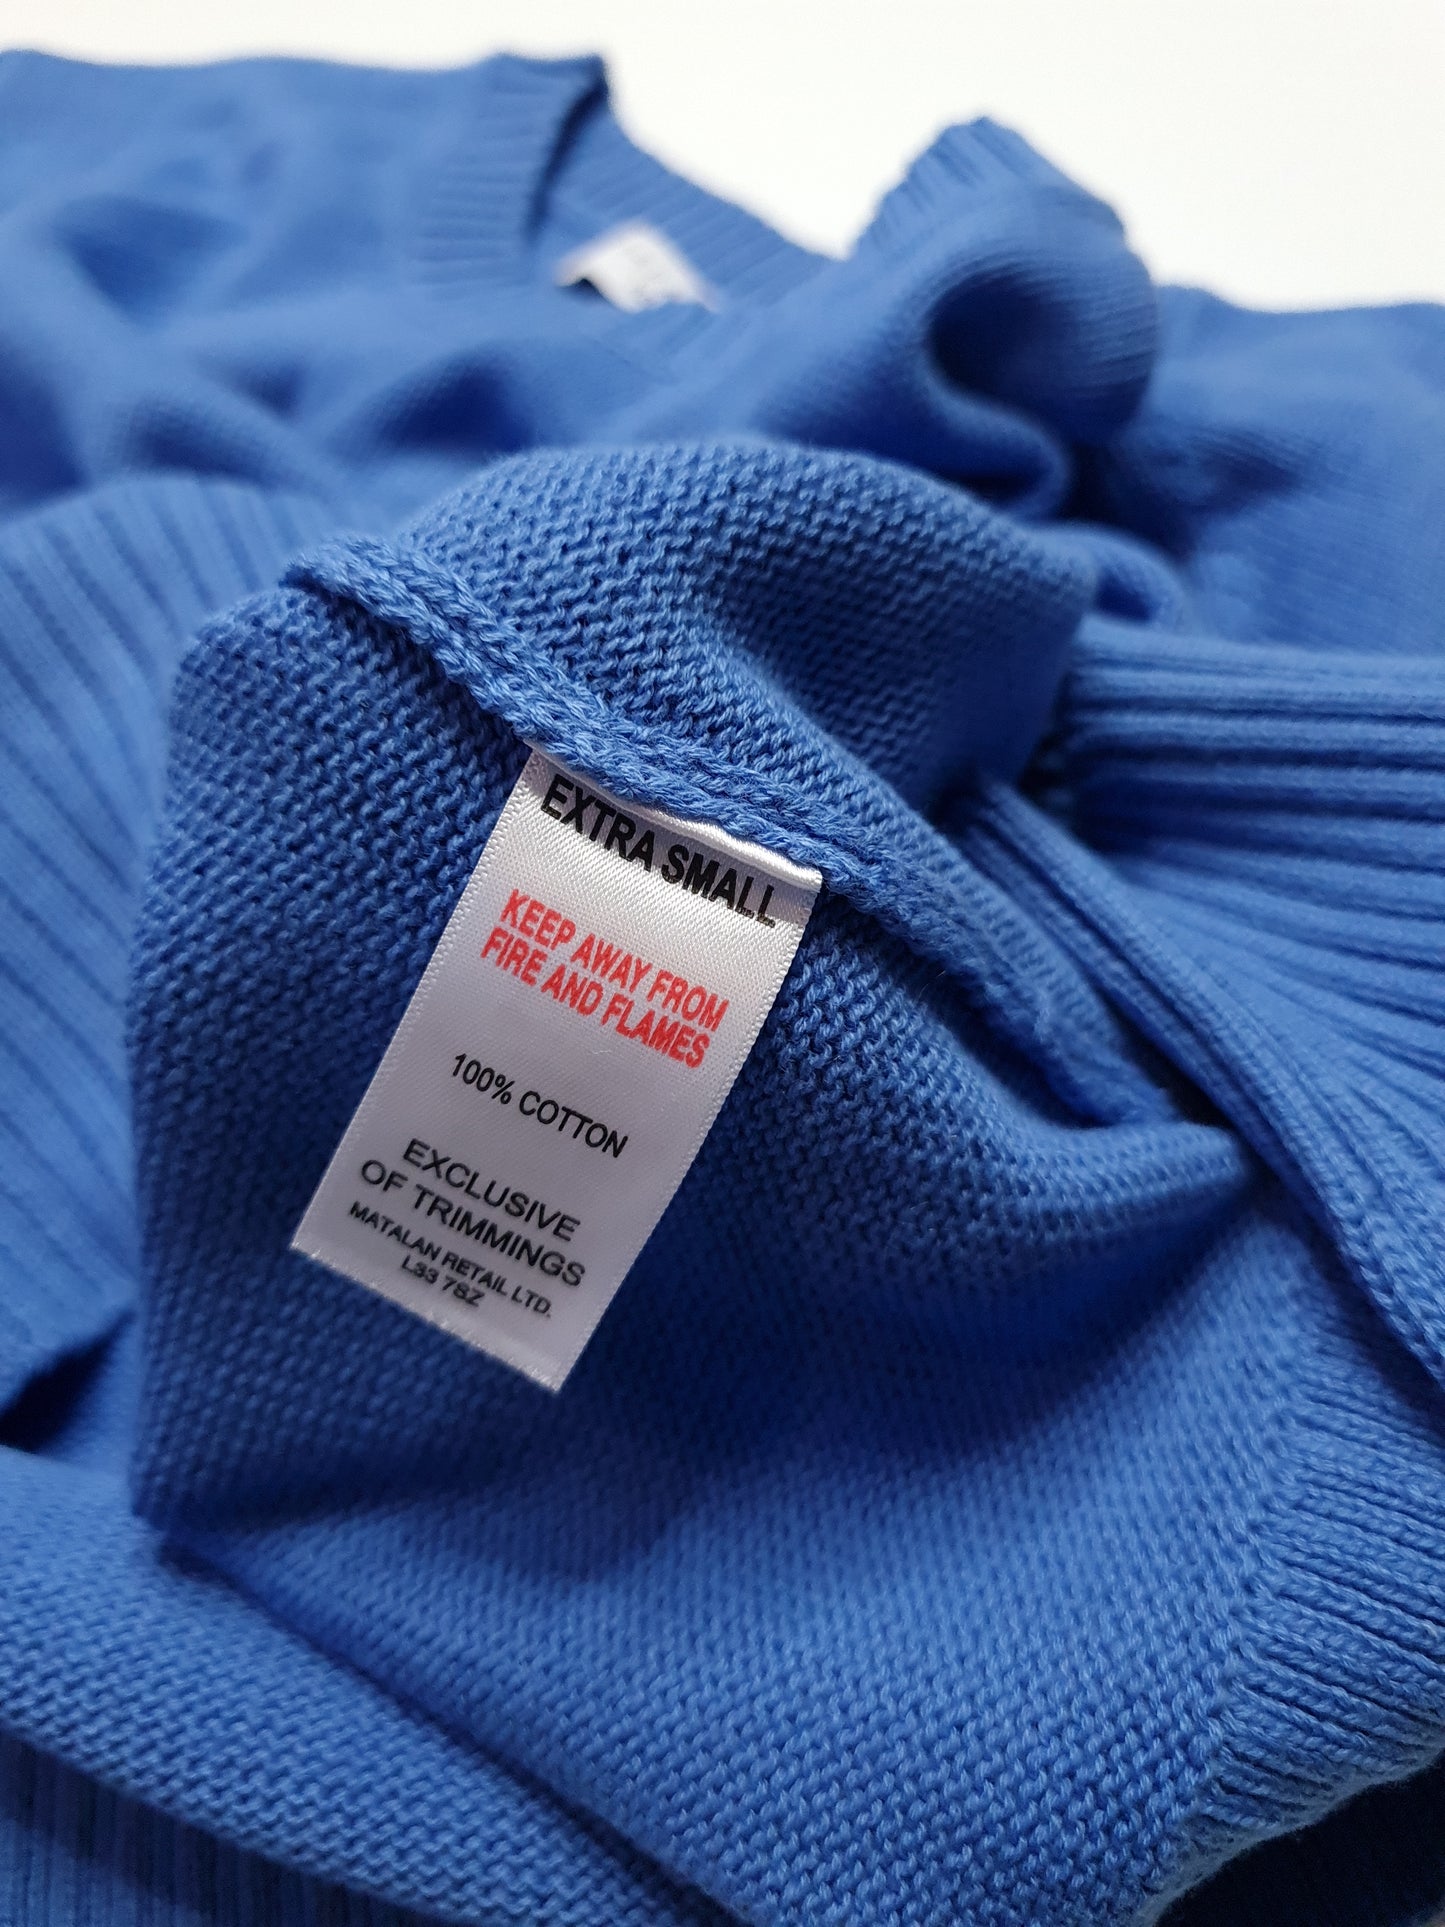 EXTRA SMALL
KEEP AWAY FROM
FIRE AND FLAMES
100% COTTON
EXCLUSIVE
OF TRIMMINGS
MATALAN RETAIL LTD.
L33 7SZ